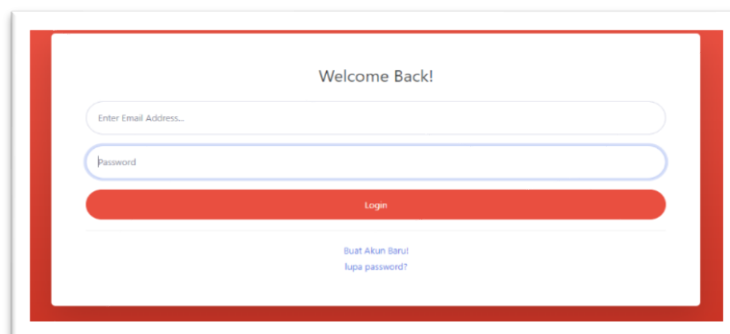 Welcome Back!
Enter Email Address...
Password
Login
Buat Akun Baru!
lupa password?